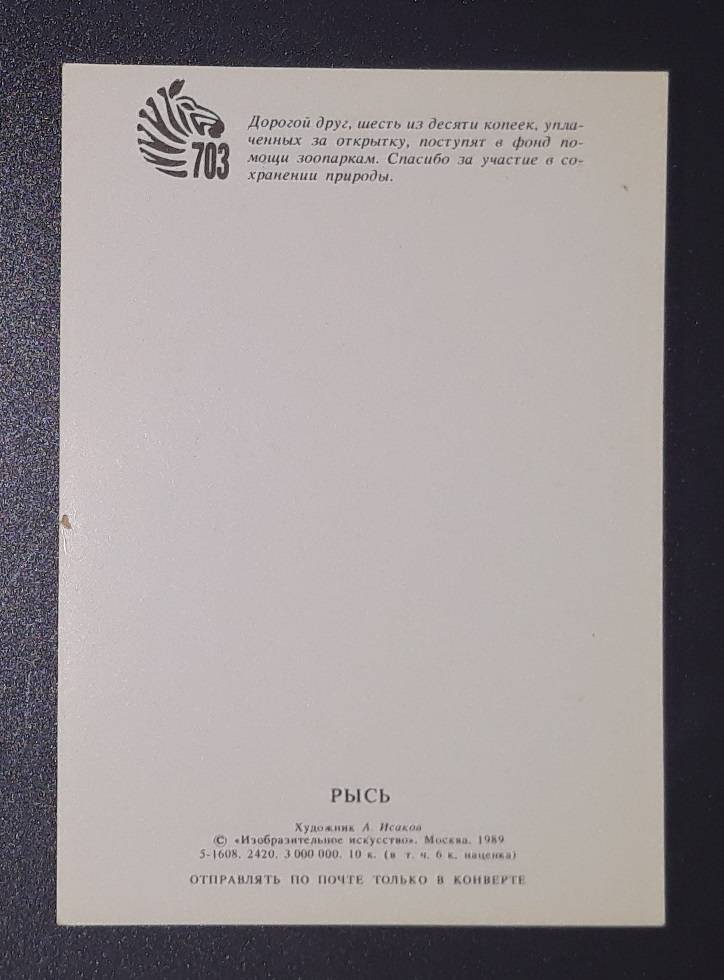 703
Дорогой друг, шесть из десяти копеек, упла-
ченных за открытку, поступят в фонд по-
мощи зоопаркам. Спасибо за участие в со-
хранении природы.
РЫСЬ
Художник А. Исаков
© «Изобразительное искусство». Москва. 1989
5-1608. 2420. 3 000 000. 10 к. (в т. ч. 6 к. наценка)
ОТПРАВЛЯТЬ ПО ПОЧТЕ ТОЛЬКО В КОНВЕРТЕ